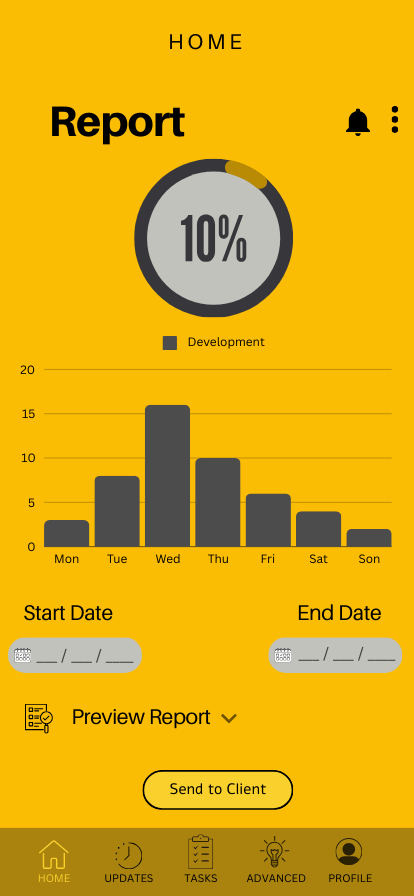 HOME
Report
10%
Development
20
15
10
5
0
Mon Tue Wed Thu Fri Sat Son
Start Date End Date
__ / __ / ___ __ / __ / ___
Preview Report
Send to Client
HOME UPDATES TASKS ADVANCED PROFILE